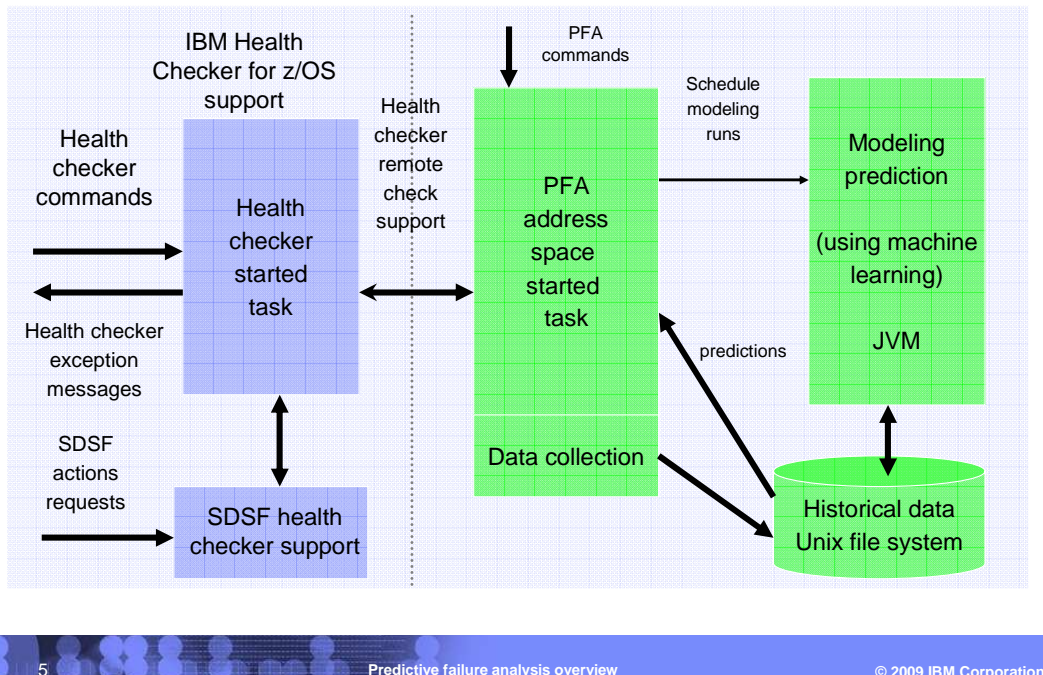 IBM Health
Checker for z/OS
support
Health
checker
commands
Health
checker
started
task
Health checker
exception
messages
SDSF
actions
requests
SDSF health
checker support
Health
checker
remote
check
support
PFA
commands
PFA
address
space
started
task
Data collection
Schedule
modeling
runs
Modeling
prediction
(using machine
learning)
JVM
predictions
Historical data
Unix file system
5
Predictive failure analysis overview
© 2009 IBM Corporation